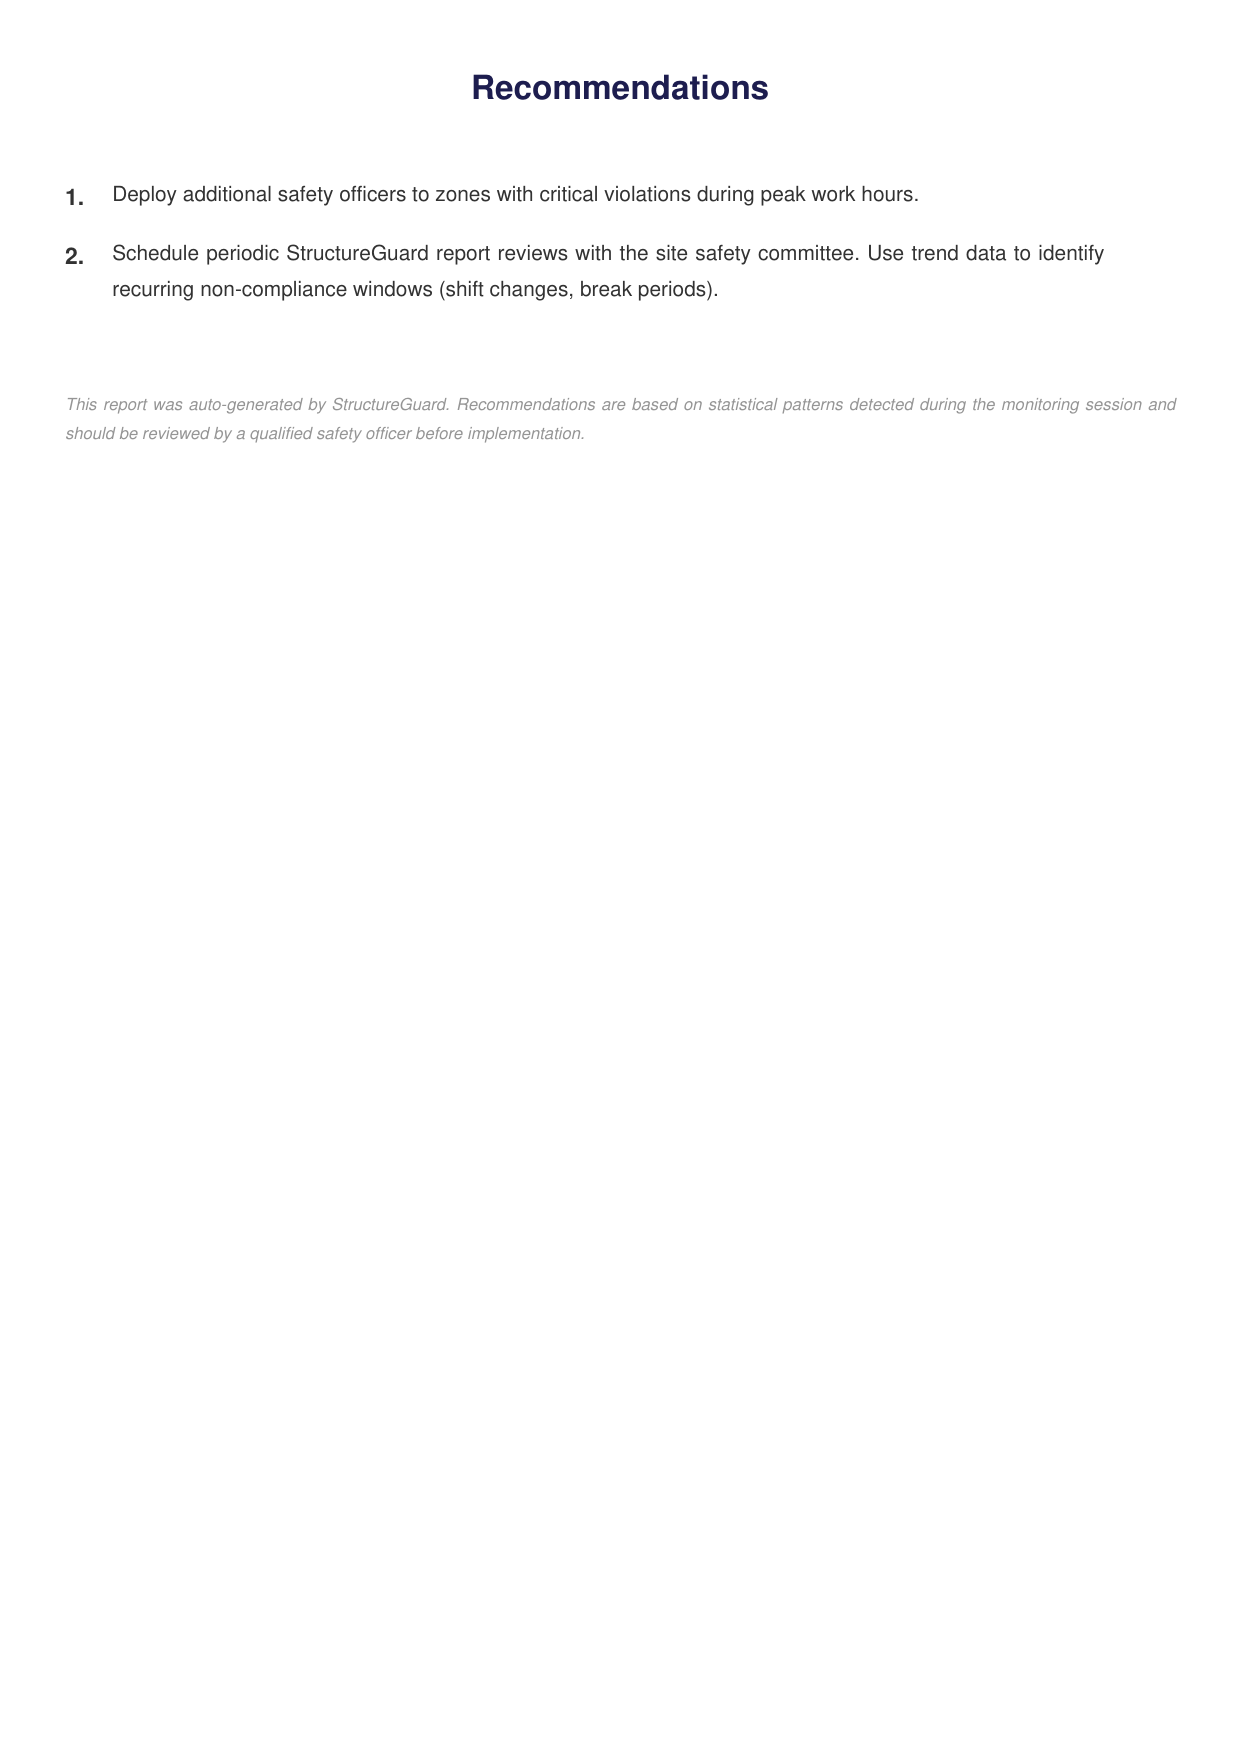 Recommendations
1. Deploy additional safety officers to zones with critical violations during peak work hours.
2. Schedule periodic StructureGuard report reviews with the site safety committee. Use trend data to identify
recurring non-compliance windows (shift changes, break periods).
This report was auto-generated by StructureGuard. Recommendations are based on statistical patterns detected during the monitoring session and
should be reviewed by a qualified safety officer before implementation.